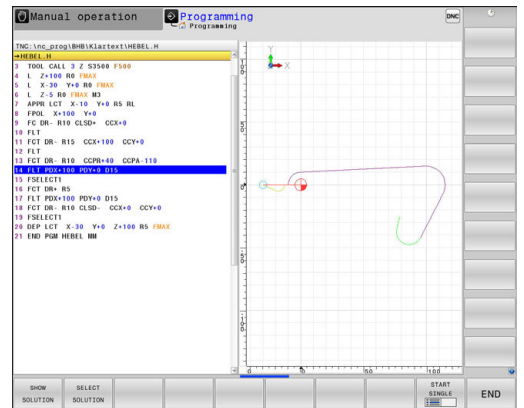 Manual operation
Programming
Programming
DNC
TNC:\nc_prog\BHB\Klartext\HEBEL.H
→HEBEL.H
3 TOOL CALL 3 Z S3500 F500
4 L Z+100 R0 FMAX
5 L X-30 Y+0 R0 FMAX
6 L Z-5 R0 FMAX M3
7 APPR LCT X-10 Y+0 R5 RL
8 FPOL X+100 Y+0
9 FC DR- R10 CLSD+ CCX+0
10 FLT
11 FCT DR- R15 CCX+100 CCY+0
12 FLT
13 FCT DR- R10 CCPR+40 CCPA-110
14 FLT PDX+100 PDY+0 D15
15 FSELECT1
16 FCT DR+ R5
17 FLT PDX+100 PDY+0 D15
18 FCT DR- R10 CLSD- CCX+0 CCY+0
19 FSELECT1
20 DEP LCT X-30 Y+0 Z+100 R5 FMAX
21 END PGM HEBEL MM
Y
X
0
50
100
SHOW SOLUTION
SELECT SOLUTION
START SINGLE
END